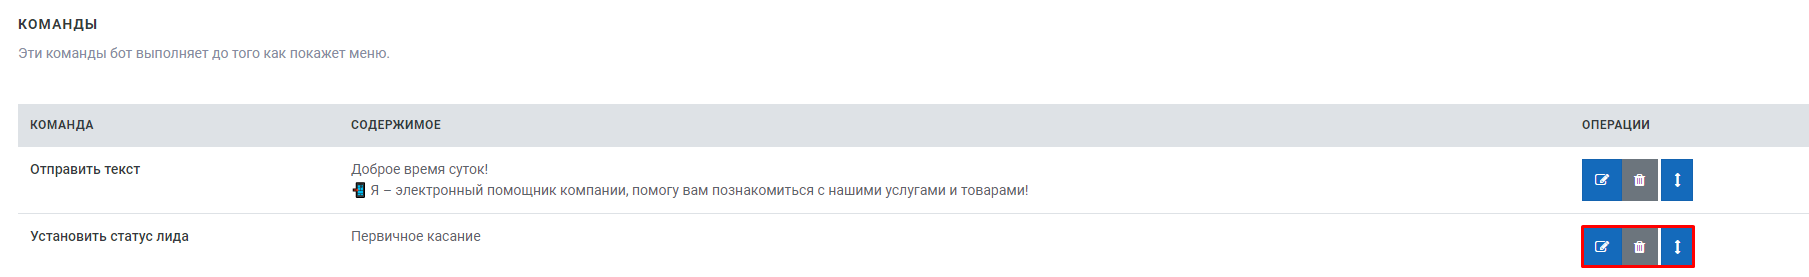 КОМАНДЫ
Эти команды бот выполняет до того как покажет меню.
КОМАНДА СОДЕРЖИМОЕ ОПЕРАЦИИ
Отправить текст Доброе время суток!
📲 Я – электронный помощник компании, помогу вам познакомиться с нашими услугами и товарами!
Установить статус лида Первичное касание